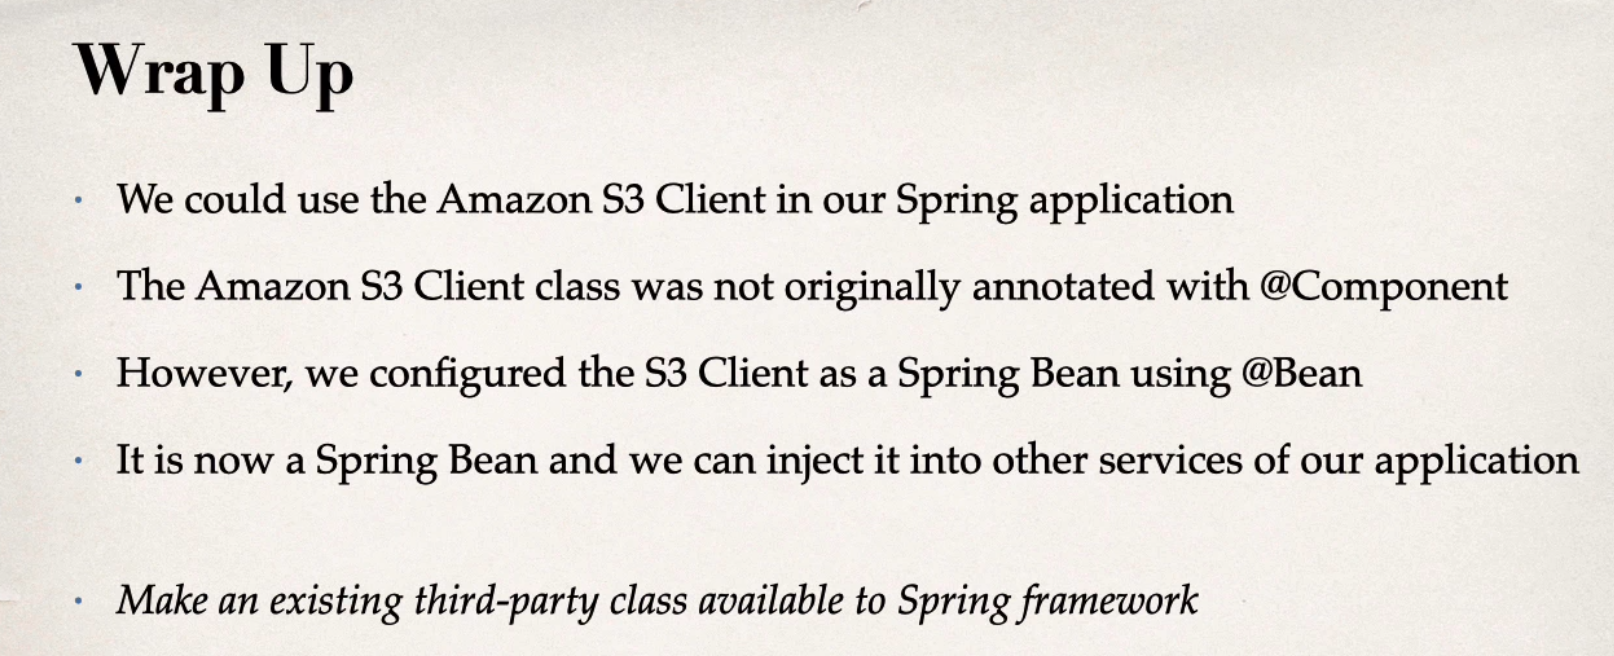 Wrap Up
· We could use the Amazon S3 Client in our Spring application
· The Amazon S3 Client class was not originally annotated with @Component
· However, we configured the S3 Client as a Spring Bean using @Bean
· It is now a Spring Bean and we can inject it into other services of our application
· Make an existing third-party class available to Spring framework